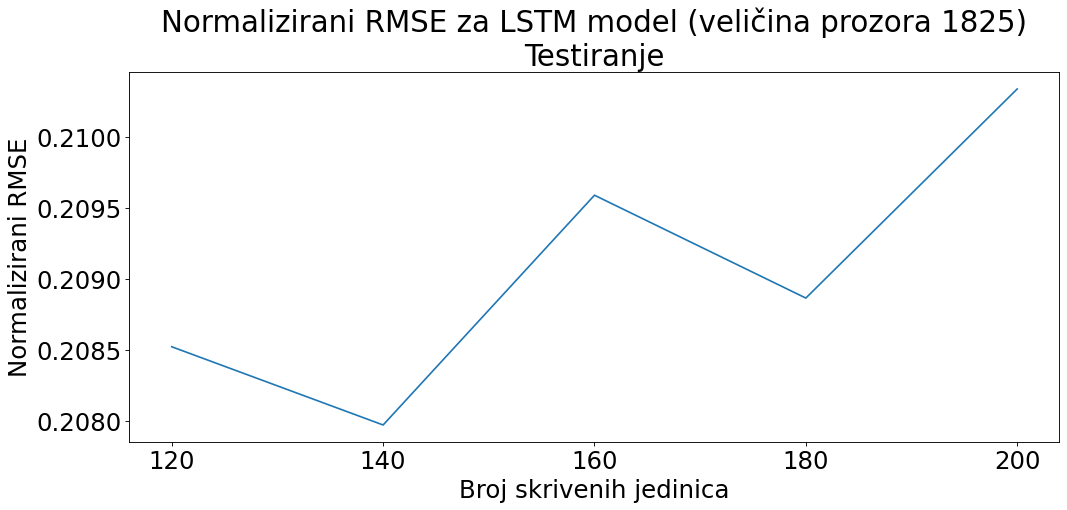 Normalizirani RMSE za LSTM model (veličina prozora 1825)
Testiranje
Normalizirani RMSE
0.2100
0.2095
0.2090
0.2085
0.2080
120 140 160 180 200
Broj skrivenih jedinica